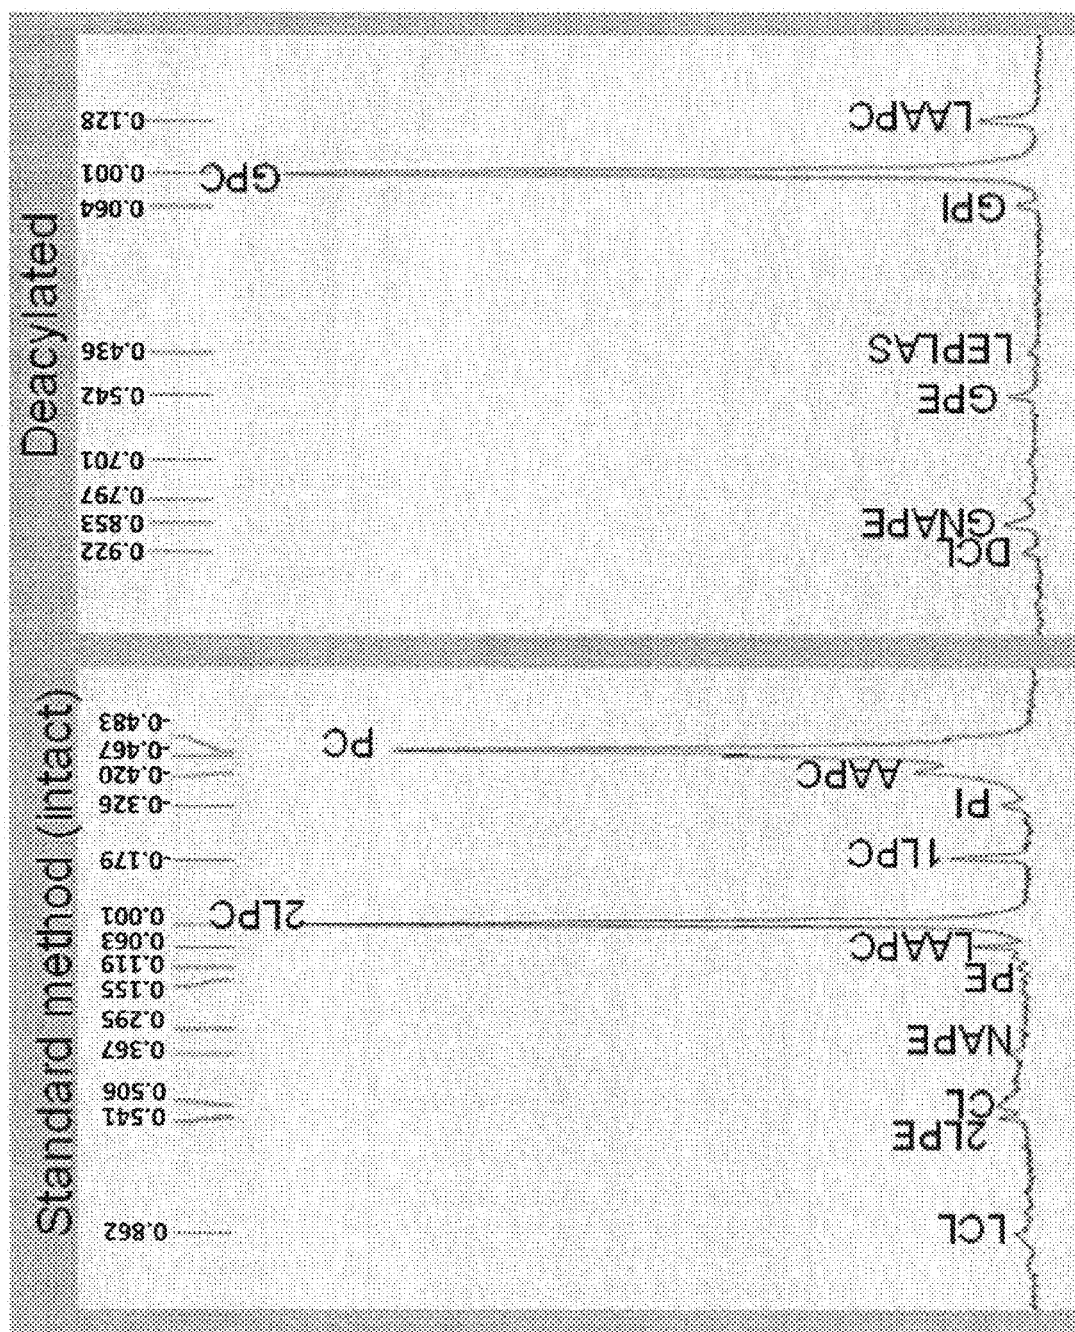 Deacylated
0.128
0.001
0.064
0.436
0.542
0.701
0.797
0.853
0.922
LAAPC
GPC
GPI
LEPLAS
GPE
GNAPE
DCL
Standard method (intact)
-0.483
-0.467
-0.420
-0.326
-0.179
0.001
0.063
0.119
0.155
0.295
0.367
0.506
0.541
0.862
PC
AAPC
PI
1LPC
2LPC
LAAPC
PE
NAPE
CL
2LPE
LCL